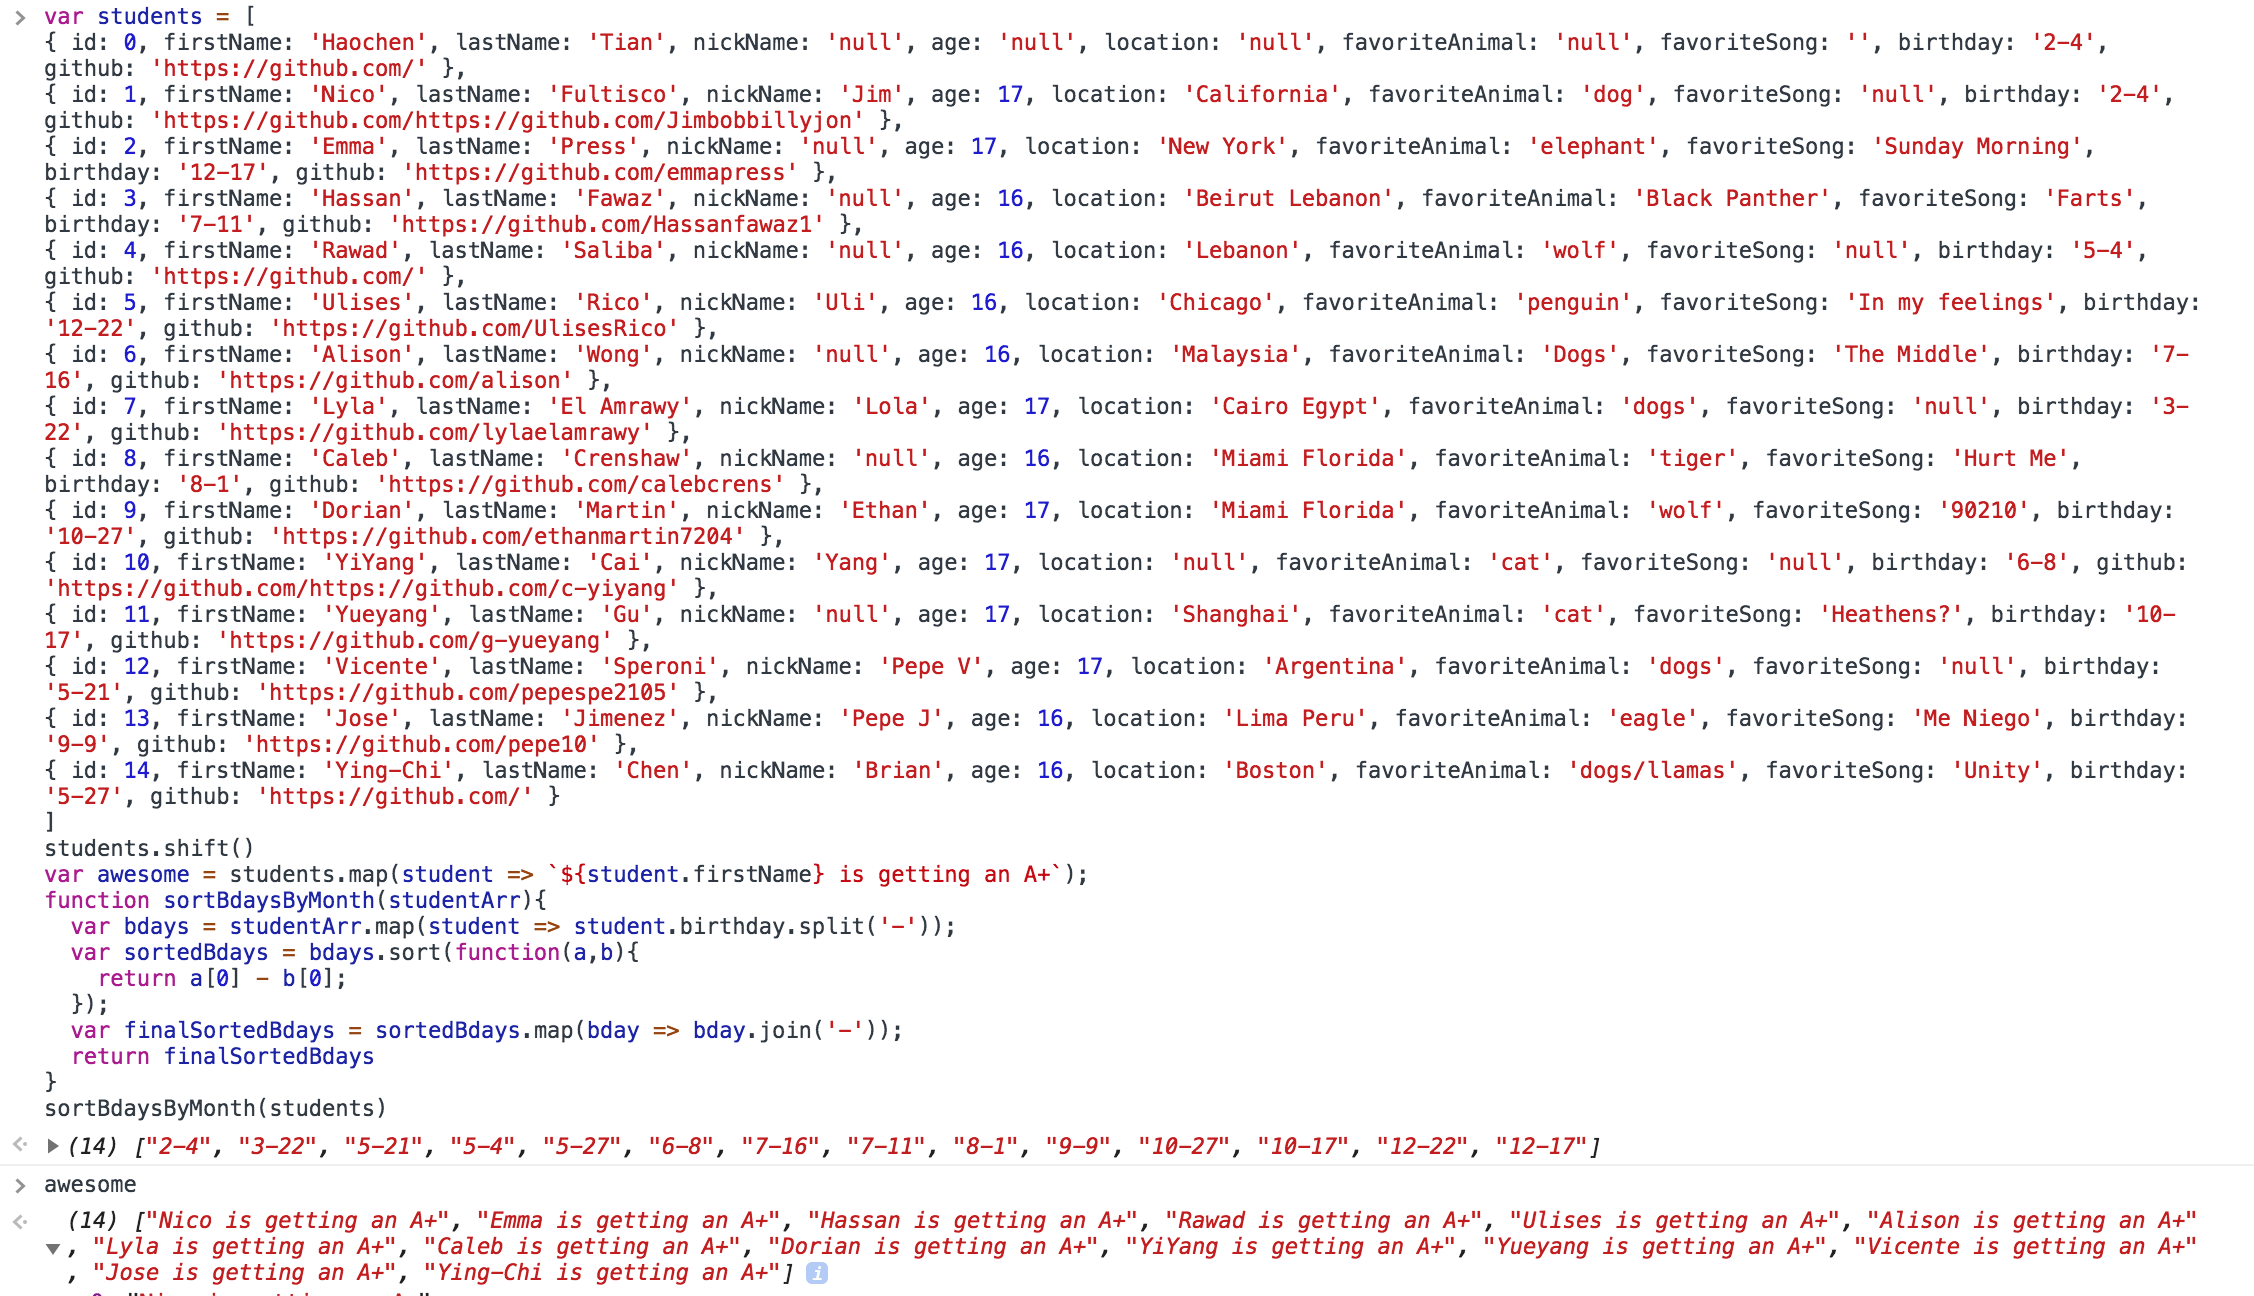 var students = [
{ id: 0, firstName: 'Haochen', lastName: 'Tian', nickName: 'null', age: 'null', location: 'null', favoriteAnimal: 'null', favoriteSong: '', birthday: '2-4',
github: 'https://github.com/' },
{ id: 1, firstName: 'Nico', lastName: 'Fultisco', nickName: 'Jim', age: 17, location: 'California', favoriteAnimal: 'dog', favoriteSong: 'null', birthday: '2-4',
github: 'https://github.com/https://github.com/Jimbobbillyjon' },
{ id: 2, firstName: 'Emma', lastName: 'Press', nickName: 'null', age: 17, location: 'New York', favoriteAnimal: 'elephant', favoriteSong: 'Sunday Morning',
birthday: '12-17', github: 'https://github.com/emmapress' },
{ id: 3, firstName: 'Hassan', lastName: 'Fawaz', nickName: 'null', age: 16, location: 'Beirut Lebanon', favoriteAnimal: 'Black Panther', favoriteSong: 'Farts',
birthday: '7-11', github: 'https://github.com/Hassanfawaz1' },
{ id: 4, firstName: 'Rawad', lastName: 'Saliba', nickName: 'null', age: 16, location: 'Lebanon', favoriteAnimal: 'wolf', favoriteSong: 'null', birthday: '5-4',
github: 'https://github.com/' },
{ id: 5, firstName: 'Ulises', lastName: 'Rico', nickName: 'Uli', age: 16, location: 'Chicago', favoriteAnimal: 'penguin', favoriteSong: 'In my feelings', birthday:
'12-22', github: 'https://github.com/UlisesRico' },
{ id: 6, firstName: 'Alison', lastName: 'Wong', nickName: 'null', age: 16, location: 'Malaysia', favoriteAnimal: 'Dogs', favoriteSong: 'The Middle', birthday: '7-
16', github: 'https://github.com/alison' },
{ id: 7, firstName: 'Lyla', lastName: 'El Amrawy', nickName: 'Lola', age: 17, location: 'Cairo Egypt', favoriteAnimal: 'dogs', favoriteSong: 'null', birthday: '3-
22', github: 'https://github.com/lylaelamrawy' },
{ id: 8, firstName: 'Caleb', lastName: 'Crenshaw', nickName: 'null', age: 16, location: 'Miami Florida', favoriteAnimal: 'tiger', favoriteSong: 'Hurt Me',
birthday: '8-1', github: 'https://github.com/calebcrens' },
{ id: 9, firstName: 'Dorian', lastName: 'Martin', nickName: 'Ethan', age: 17, location: 'Miami Florida', favoriteAnimal: 'wolf', favoriteSong: '90210', birthday:
'10-27', github: 'https://github.com/ethanmartin7204' },
{ id: 10, firstName: 'YiYang', lastName: 'Cai', nickName: 'Yang', age: 17, location: 'null', favoriteAnimal: 'cat', favoriteSong: 'null', birthday: '6-8', github:
'https://github.com/https://github.com/c-yiyang' },
{ id: 11, firstName: 'Yueyang', lastName: 'Gu', nickName: 'null', age: 17, location: 'Shanghai', favoriteAnimal: 'cat', favoriteSong: 'Heathens?', birthday: '10-
17', github: 'https://github.com/g-yueyang' },
{ id: 12, firstName: 'Vicente', lastName: 'Speroni', nickName: 'Pepe V', age: 17, location: 'Argentina', favoriteAnimal: 'dogs', favoriteSong: 'null', birthday:
'5-21', github: 'https://github.com/pepespe2105' },
{ id: 13, firstName: 'Jose', lastName: 'Jimenez', nickName: 'Pepe J', age: 16, location: 'Lima Peru', favoriteAnimal: 'eagle', favoriteSong: 'Me Niego', birthday:
'9-9', github: 'https://github.com/pepe10' },
{ id: 14, firstName: 'Ying-Chi', lastName: 'Chen', nickName: 'Brian', age: 16, location: 'Boston', favoriteAnimal: 'dogs/llamas', favoriteSong: 'Unity', birthday:
'5-27', github: 'https://github.com/' }
]
students.shift()
var awesome = students.map(student => `${student.firstName} is getting an A+`);
function sortBdaysByMonth(studentArr){
  var bdays = studentArr.map(student => student.birthday.split('-'));
  var sortedBdays = bdays.sort(function(a,b){
    return a[0] - b[0];
  });
  var finalSortedBdays = sortedBdays.map(bday => bday.join('-'));
  return finalSortedBdays
}
sortBdaysByMonth(students)
(14) ["2-4", "3-22", "5-21", "5-4", "5-27", "6-8", "7-16", "7-11", "8-1", "9-9", "10-27", "10-17", "12-22", "12-17"]
awesome
(14) ["Nico is getting an A+", "Emma is getting an A+", "Hassan is getting an A+", "Rawad is getting an A+", "Ulises is getting an A+", "Alison is getting an A+"
, "Lyla is getting an A+", "Caleb is getting an A+", "Dorian is getting an A+", "YiYang is getting an A+", "Yueyang is getting an A+", "Vicente is getting an A+"
, "Jose is getting an A+", "Ying-Chi is getting an A+"] i